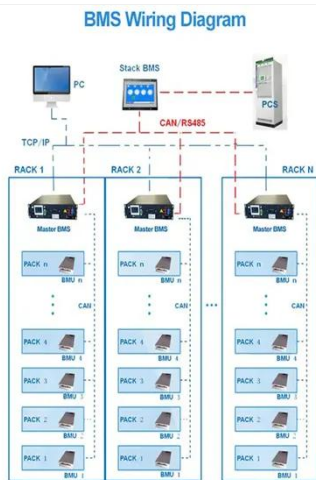 BMS Wiring Diagram
Stack BMS
PC
PCS
CAN/RS485
TCP/IP
RACK 1
RACK 2
RACK N
Master BMS
Master BMS
Master BMS
PACK n
BMU n
PACK n
BMU n
PACK n
BMU n
CAN
CAN
CAN
...
PACK 4
BMU 4
PACK 4
BMU 4
PACK 4
BMU 4
PACK 3
BMU 3
PACK 3
BMU 3
PACK 3
BMU 3
PACK 2
BMU 2
PACK 2
BMU 2
PACK 2
BMU 2
PACK 1
BMU 1
PACK 1
BMU 1
PACK 1
BMU 1